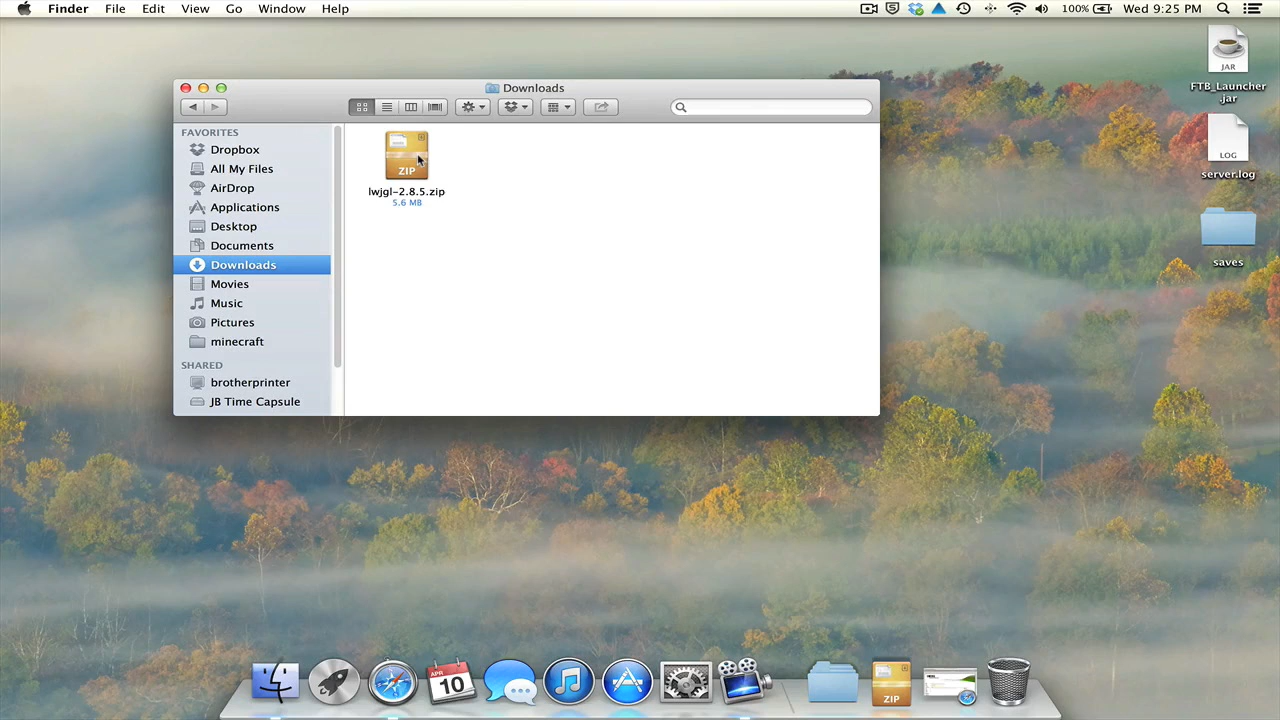 Finder File Edit View Go Window Help 100% Wed 9:25 PM
Downloads
FAVORITES
Dropbox
All My Files
AirDrop
Applications
Desktop
Documents
Downloads
Movies
Music
Pictures
minecraft
SHARED
brotherprinter
JB Time Capsule
ZIP
lwjgl-2.8.5.zip
5.6 MB
JAR
FTB_Launcher
.jar
LOG
server.log
saves
APR
10
ZIP